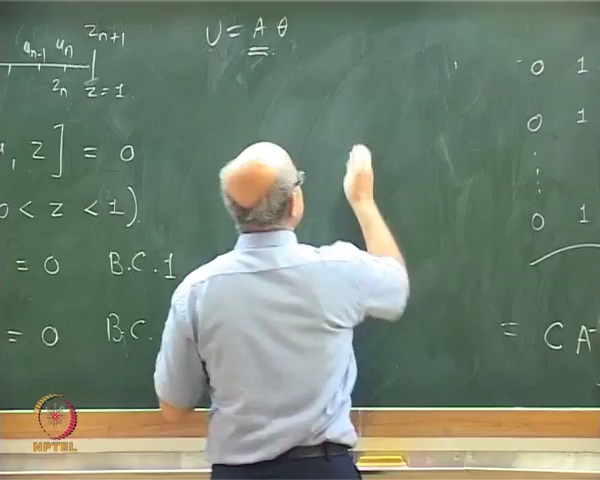 z_{n+1}
u_{n-1} u_n
z_n z=1
U = A θ
, z ] = 0
0 < z < 1)
= 0 B.C.1
= 0 B.C.
0 1
0 1
0 1
= C A
NPTEL